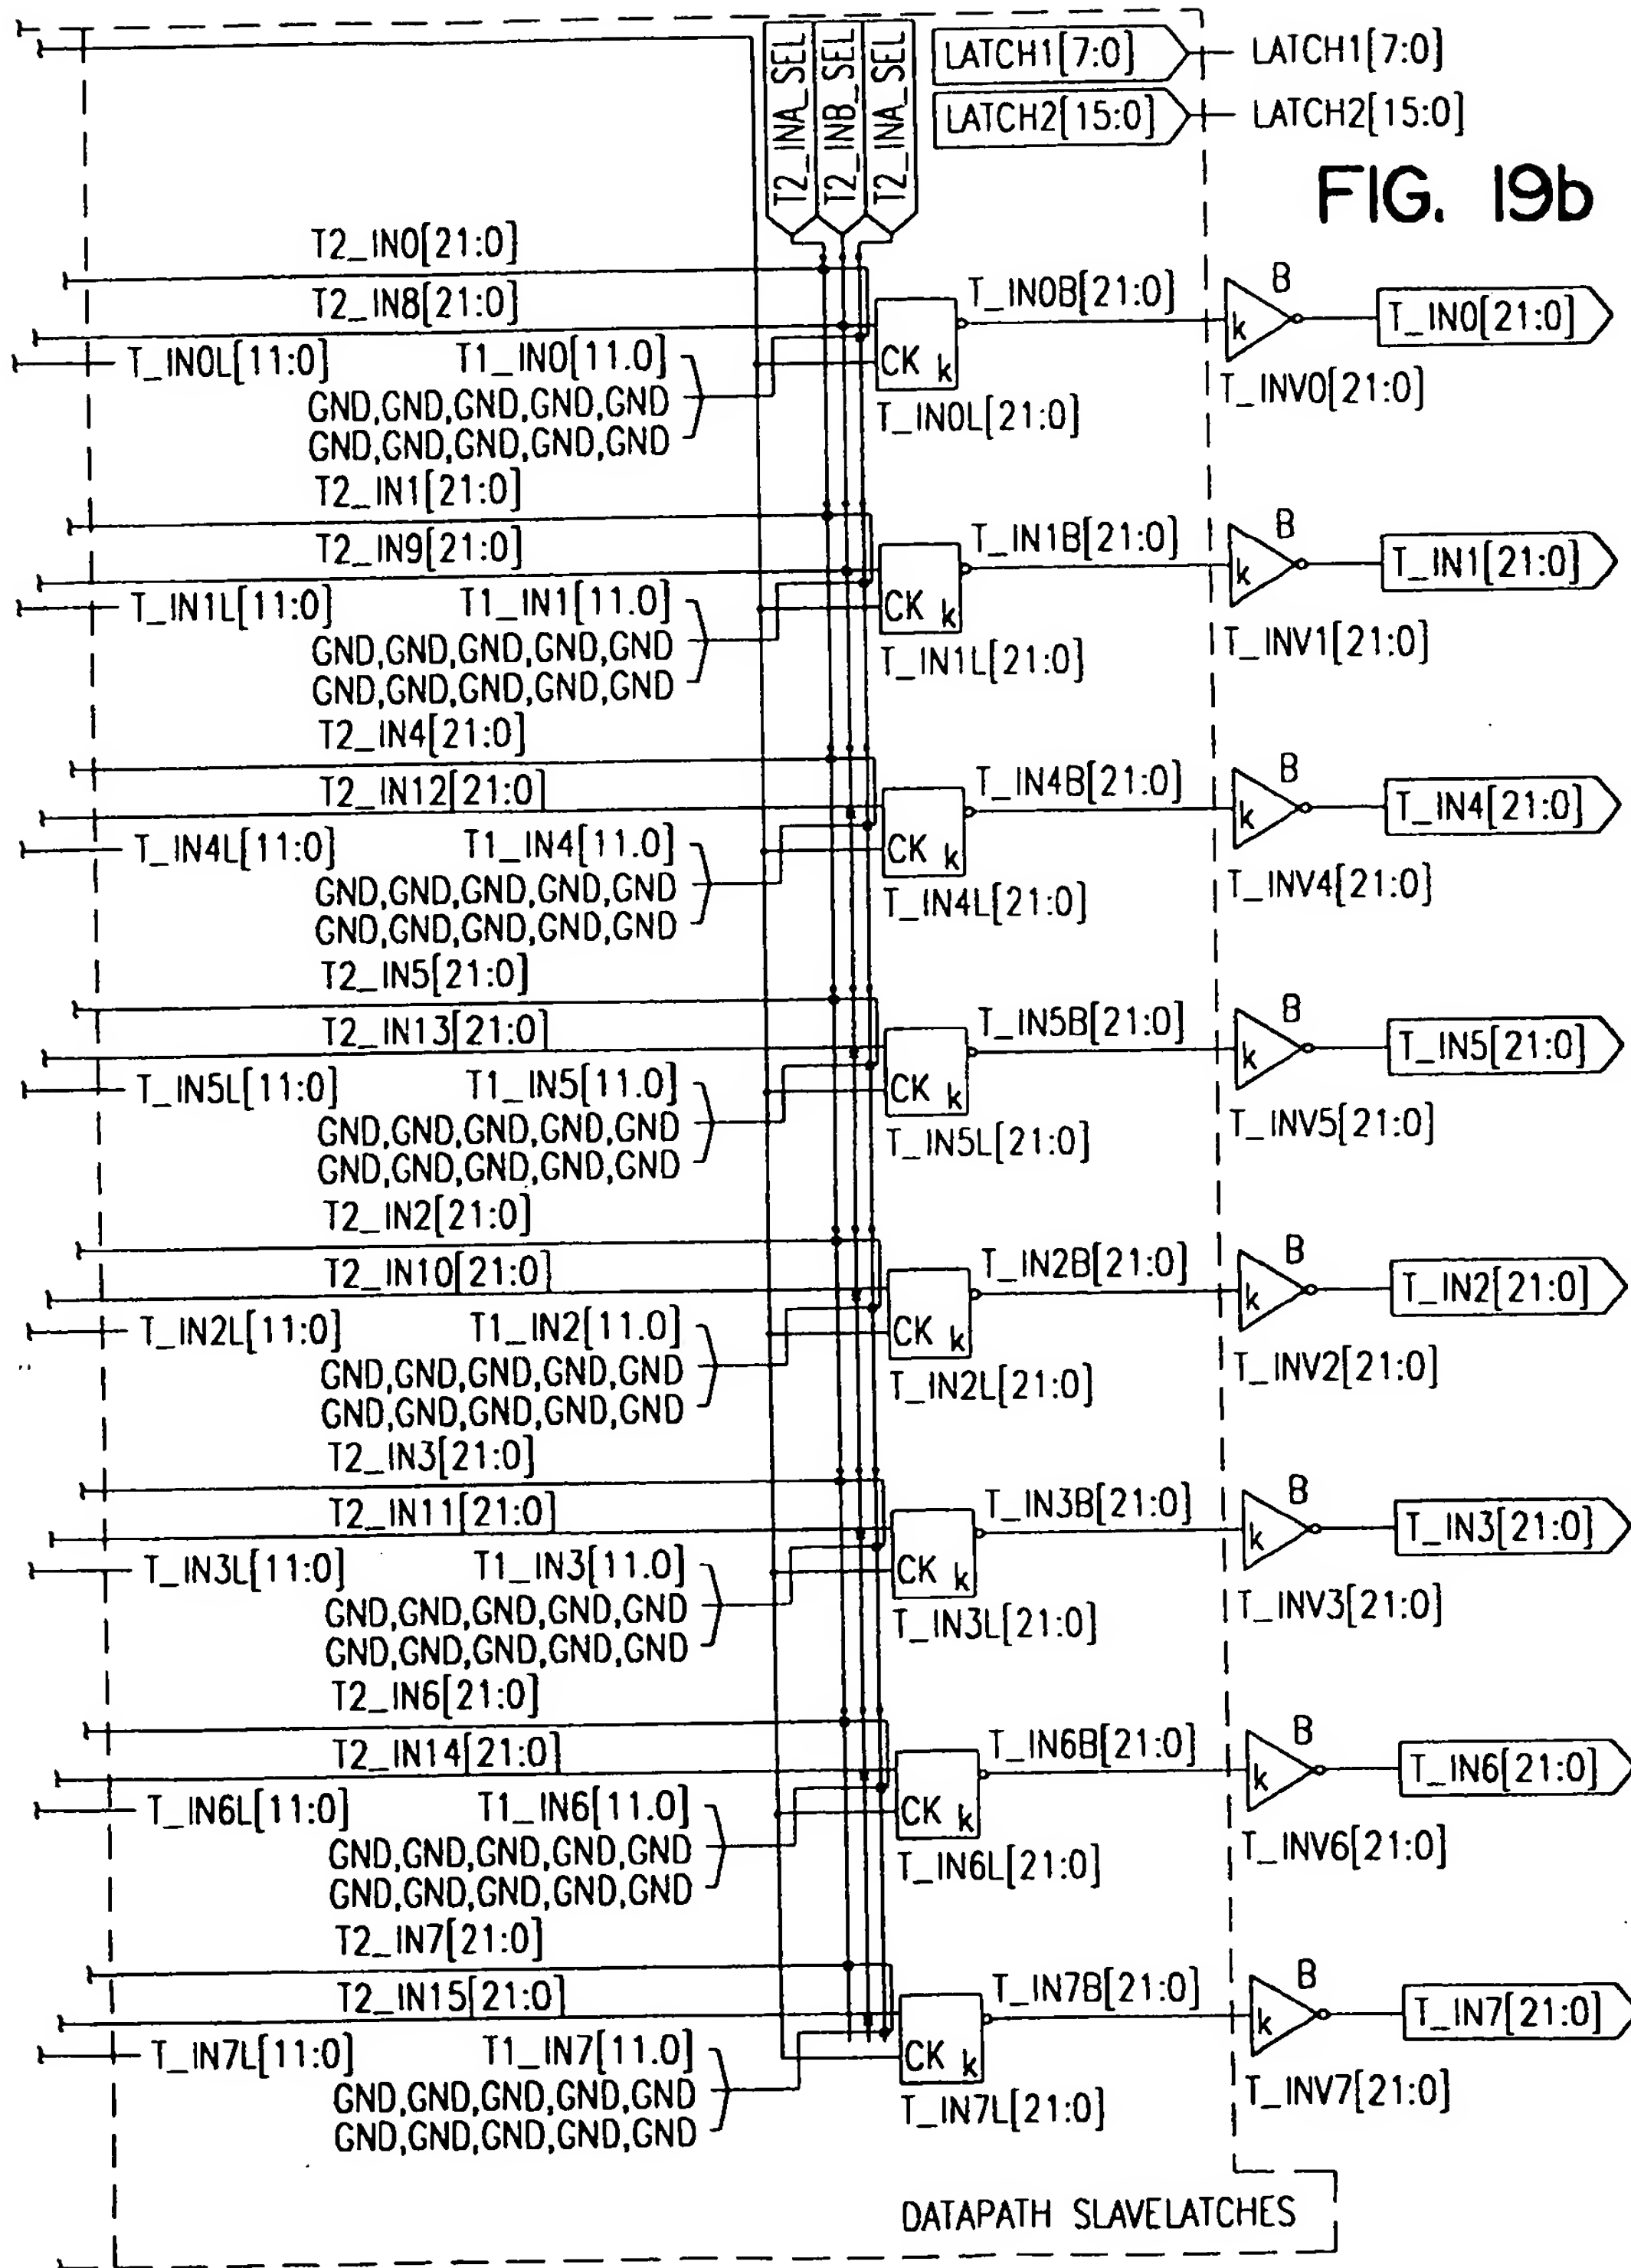 T2_INA_SEL
T2_INB_SEL
T2_INA_SEL
LATCH1[7:0] LATCH1[7:0]
LATCH2[15:0] LATCH2[15:0]
FIG. 19b
T2_IN0[21:0]
T2_IN8[21:0]
T_IN0L[11:0] T1_IN0[11.0]
GND,GND,GND,GND,GND
GND,GND,GND,GND,GND
CK k
T_IN0L[21:0]
T_IN0B[21:0]
B
k
T_INV0[21:0]
T_IN0[21:0]
T2_IN1[21:0]
T2_IN9[21:0]
T_IN1L[11:0] T1_IN1[11.0]
GND,GND,GND,GND,GND
GND,GND,GND,GND,GND
CK k
T_IN1L[21:0]
T_IN1B[21:0]
B
k
T_INV1[21:0]
T_IN1[21:0]
T2_IN4[21:0]
T2_IN12[21:0]
T_IN4L[11:0] T1_IN4[11.0]
GND,GND,GND,GND,GND
GND,GND,GND,GND,GND
CK k
T_IN4L[21:0]
T_IN4B[21:0]
B
k
T_INV4[21:0]
T_IN4[21:0]
T2_IN5[21:0]
T2_IN13[21:0]
T_IN5L[11:0] T1_IN5[11.0]
GND,GND,GND,GND,GND
GND,GND,GND,GND,GND
CK k
T_IN5L[21:0]
T_IN5B[21:0]
B
k
T_INV5[21:0]
T_IN5[21:0]
T2_IN2[21:0]
T2_IN10[21:0]
T_IN2L[11:0] T1_IN2[11.0]
GND,GND,GND,GND,GND
GND,GND,GND,GND,GND
CK k
T_IN2L[21:0]
T_IN2B[21:0]
B
k
T_INV2[21:0]
T_IN2[21:0]
T2_IN3[21:0]
T2_IN11[21:0]
T_IN3L[11:0] T1_IN3[11.0]
GND,GND,GND,GND,GND
GND,GND,GND,GND,GND
CK k
T_IN3L[21:0]
T_IN3B[21:0]
B
k
T_INV3[21:0]
T_IN3[21:0]
T2_IN6[21:0]
T2_IN14[21:0]
T_IN6L[11:0] T1_IN6[11.0]
GND,GND,GND,GND,GND
GND,GND,GND,GND,GND
CK k
T_IN6L[21:0]
T_IN6B[21:0]
B
k
T_INV6[21:0]
T_IN6[21:0]
T2_IN7[21:0]
T2_IN15[21:0]
T_IN7L[11:0] T1_IN7[11.0]
GND,GND,GND,GND,GND
GND,GND,GND,GND,GND
CK k
T_IN7L[21:0]
T_IN7B[21:0]
B
k
T_INV7[21:0]
T_IN7[21:0]
DATAPATH SLAVELATCHES